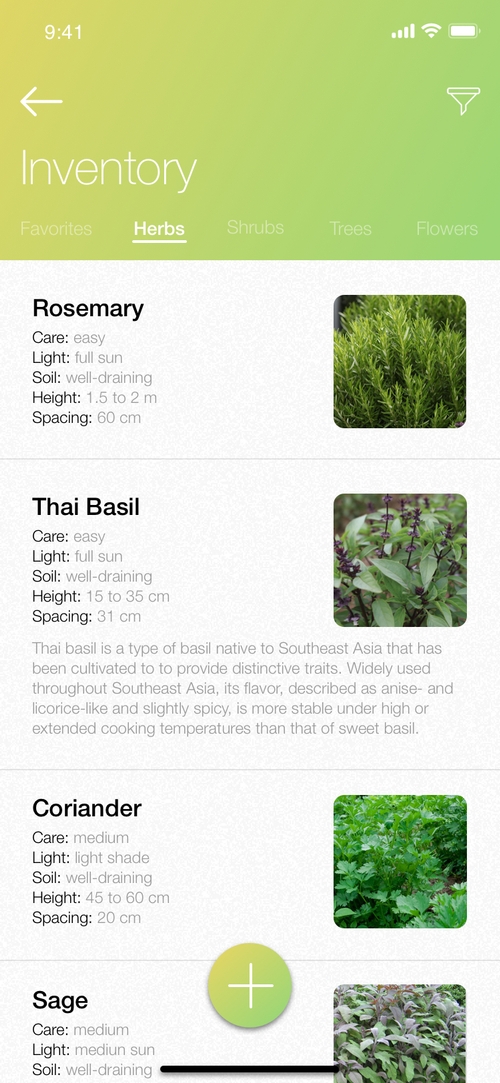 9:41
Inventory
Favorites Herbs Shrubs Trees Flowers
Rosemary
Care: easy
Light: full sun
Soil: well-draining
Height: 1.5 to 2 m
Spacing: 60 cm
Thai Basil
Care: easy
Light: full sun
Soil: well-draining
Height: 15 to 35 cm
Spacing: 31 cm
Thai basil is a type of basil native to Southeast Asia that has
been cultivated to to provide distinctive traits. Widely used
throughout Southeast Asia, its flavor, described as anise- and
licorice-like and slightly spicy, is more stable under high or
extended cooking temperatures than that of sweet basil.
Coriander
Care: medium
Light: light shade
Soil: well-draining
Height: 45 to 60 cm
Spacing: 20 cm
Sage
Care: medium
Light: mediun sun
Soil: well-draining